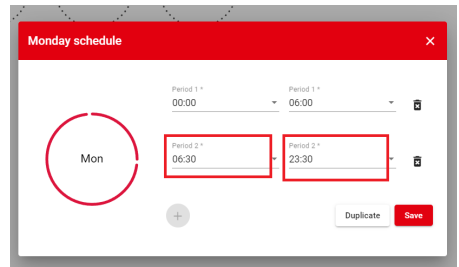 Monday schedule
Period 1 *
Period 1 *
00:00
06:00
Mon
Period 2 *
Period 2 *
06:30
23:30
Duplicate
Save